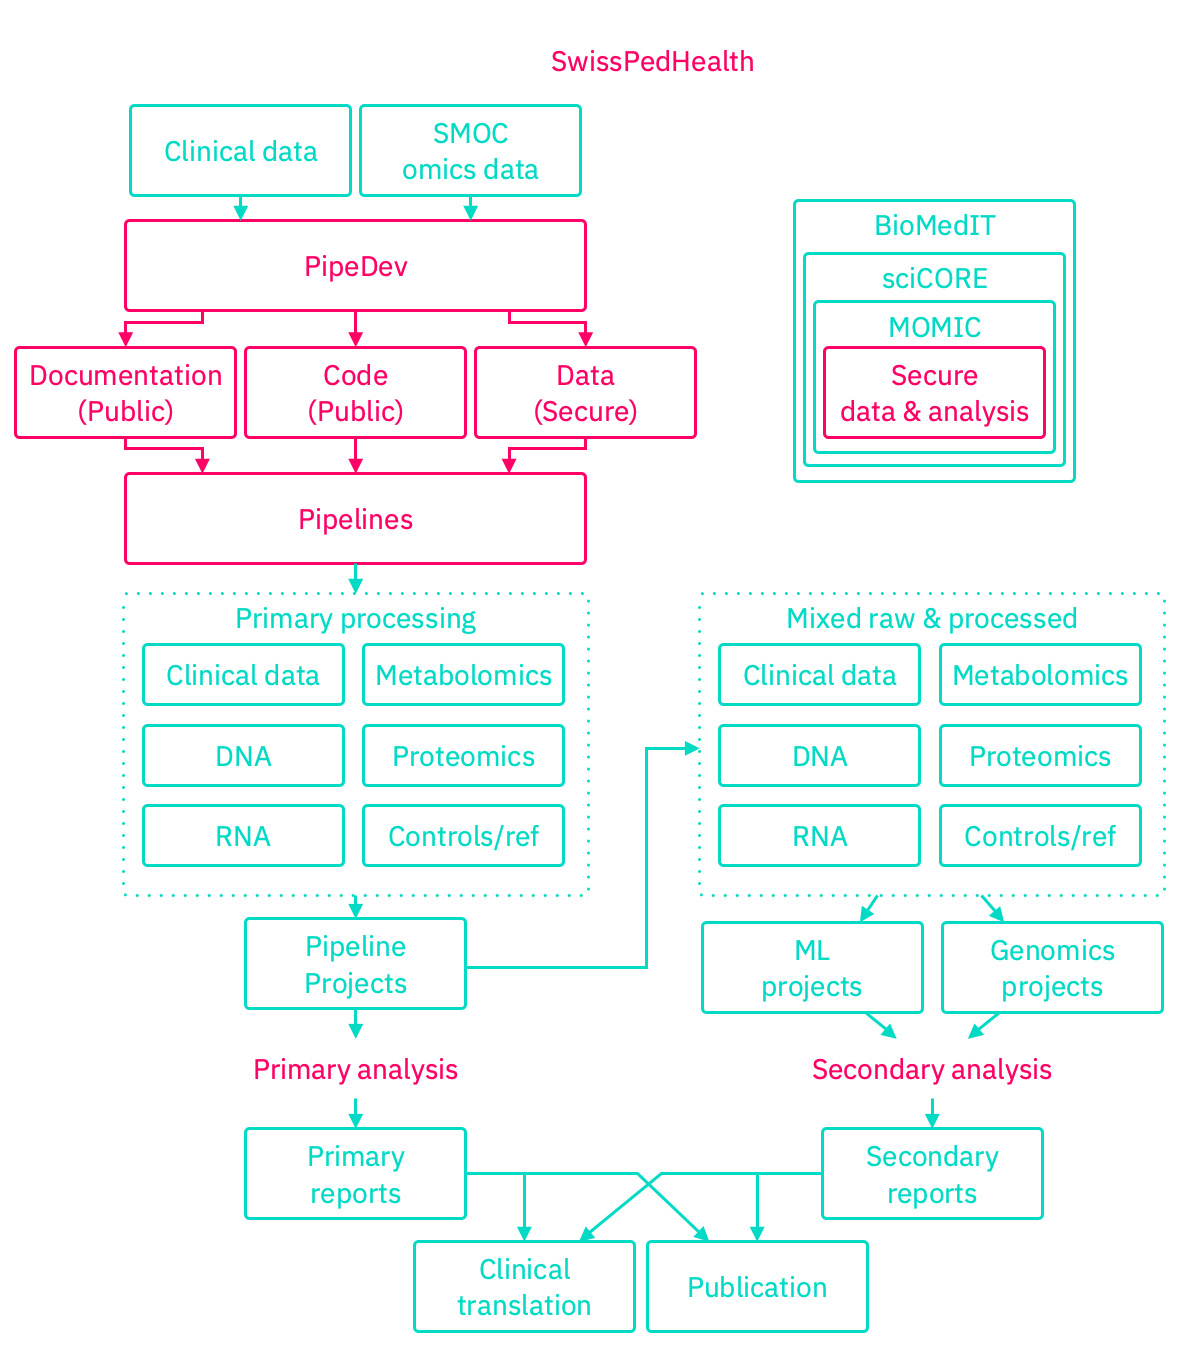 SwissPedHealth
Clinical data
SMOC
omics data
PipeDev
Documentation
(Public)
Code
(Public)
Data
(Secure)
Pipelines
BioMedIT
sciCORE
MOMIC
Secure
data & analysis
Primary processing
Clinical data
Metabolomics
DNA
Proteomics
RNA
Controls/ref
Mixed raw & processed
Clinical data
Metabolomics
DNA
Proteomics
RNA
Controls/ref
Pipeline
Projects
ML
projects
Genomics
projects
Primary analysis
Secondary analysis
Primary
reports
Secondary
reports
Clinical
translation
Publication